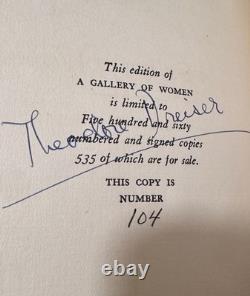 This edition of
A GALLERY OF WOMEN
is limited to
Five hundred and sixty
numbered and signed copies
535 of which are for sale.
Theodore Dreiser
THIS COPY IS
NUMBER
104
ebay